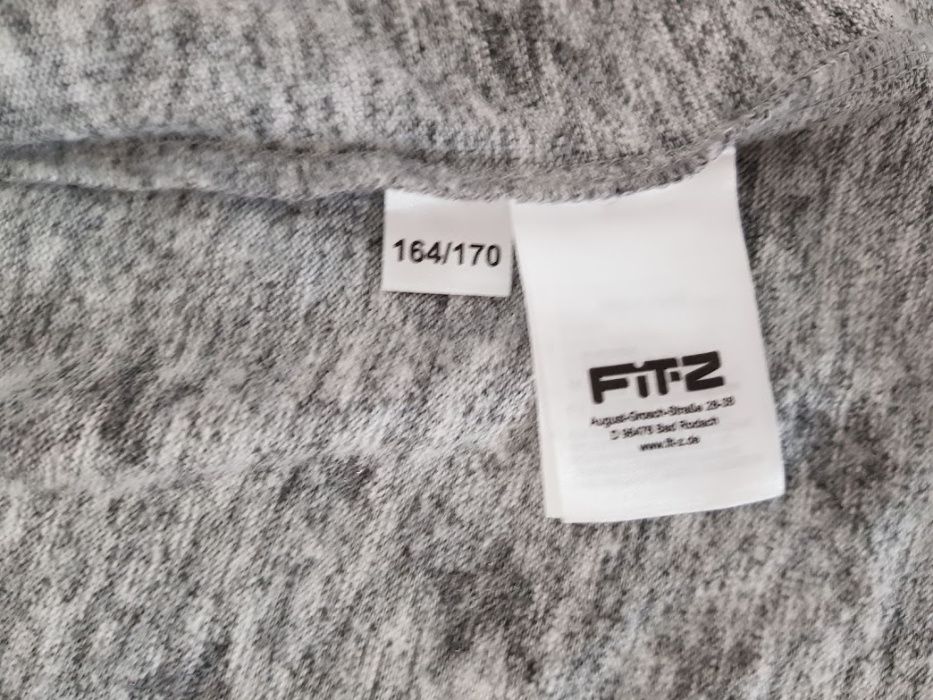 164/170
FiT-Z
August-Grosch-Straße 28-38
D 96476 Bad Rodach
www.fit-z.de